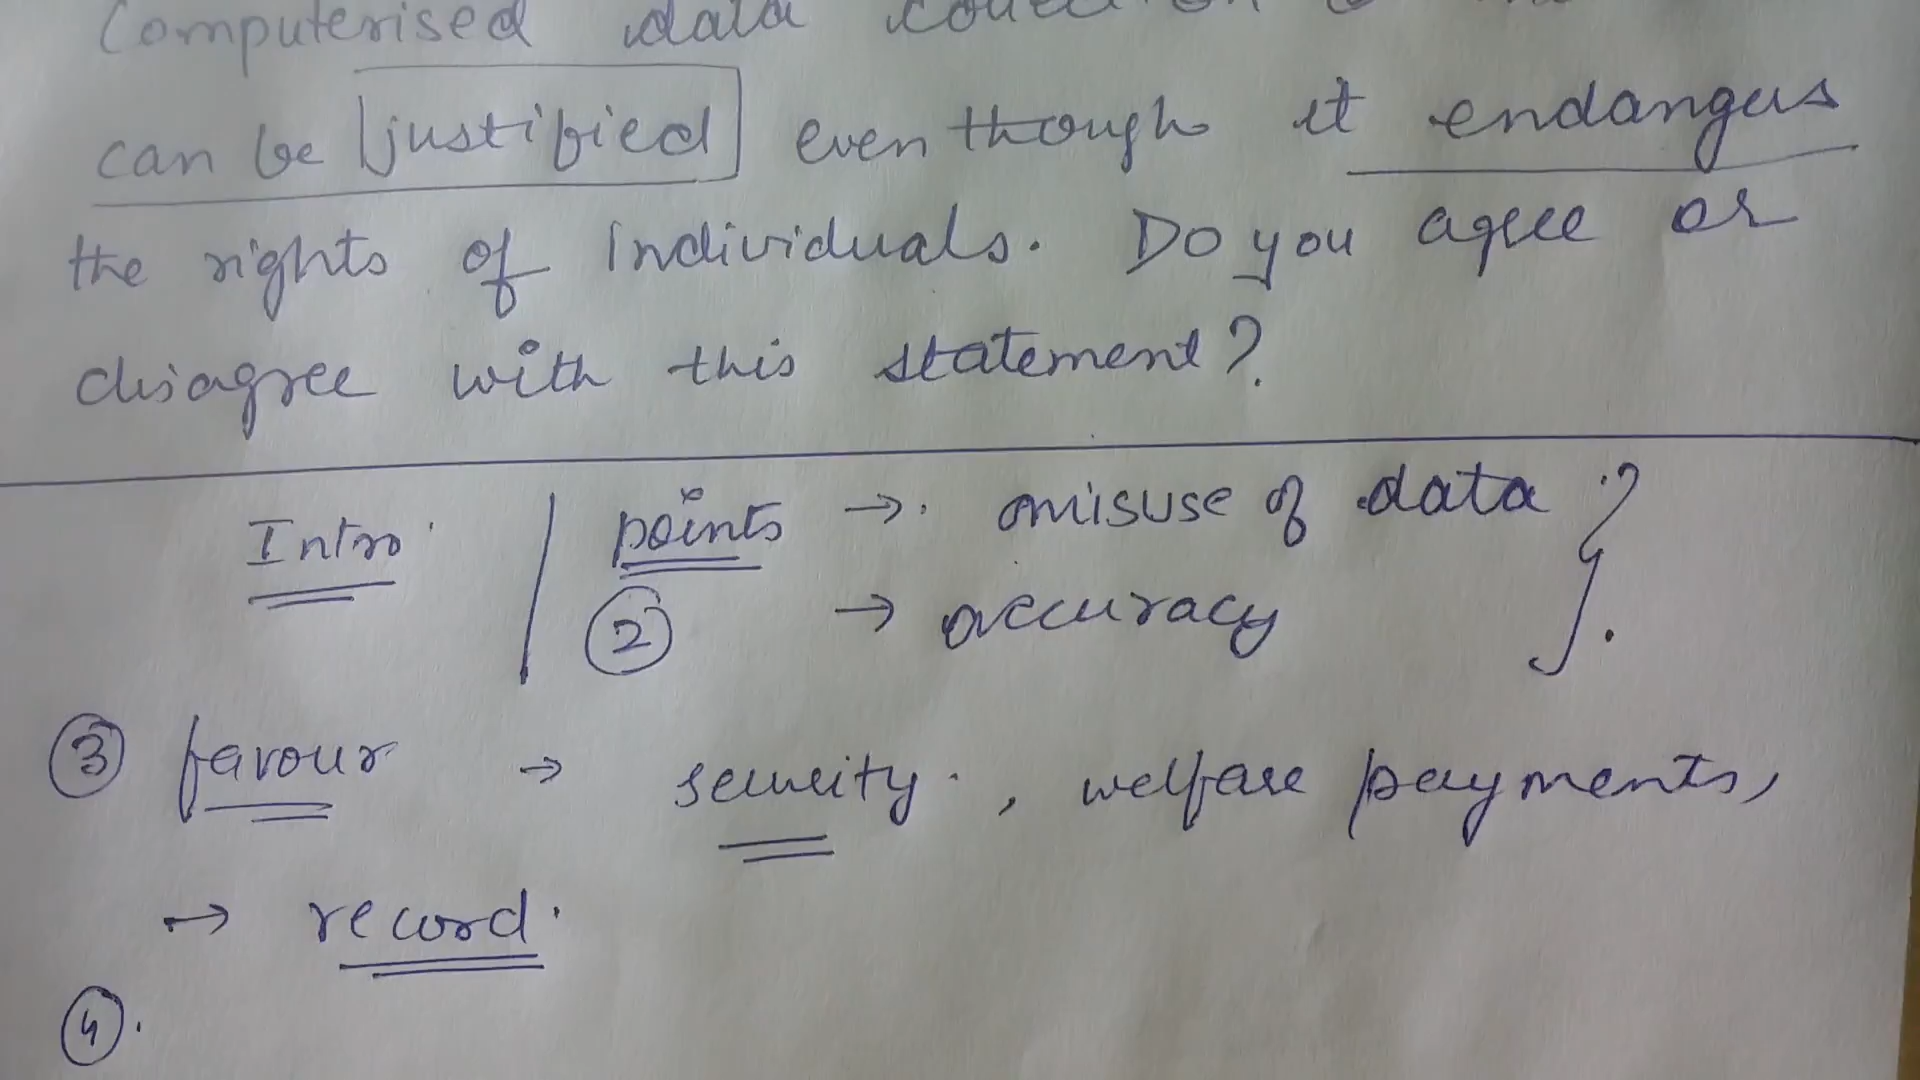 Computerised data
can be justified even though it endangers
the rights of individuals. Do you agree or
disagree with this statement?
Intro. points → misuse of data
② → accuracy
③ favour → security, welfare payments,
→ record.
④.